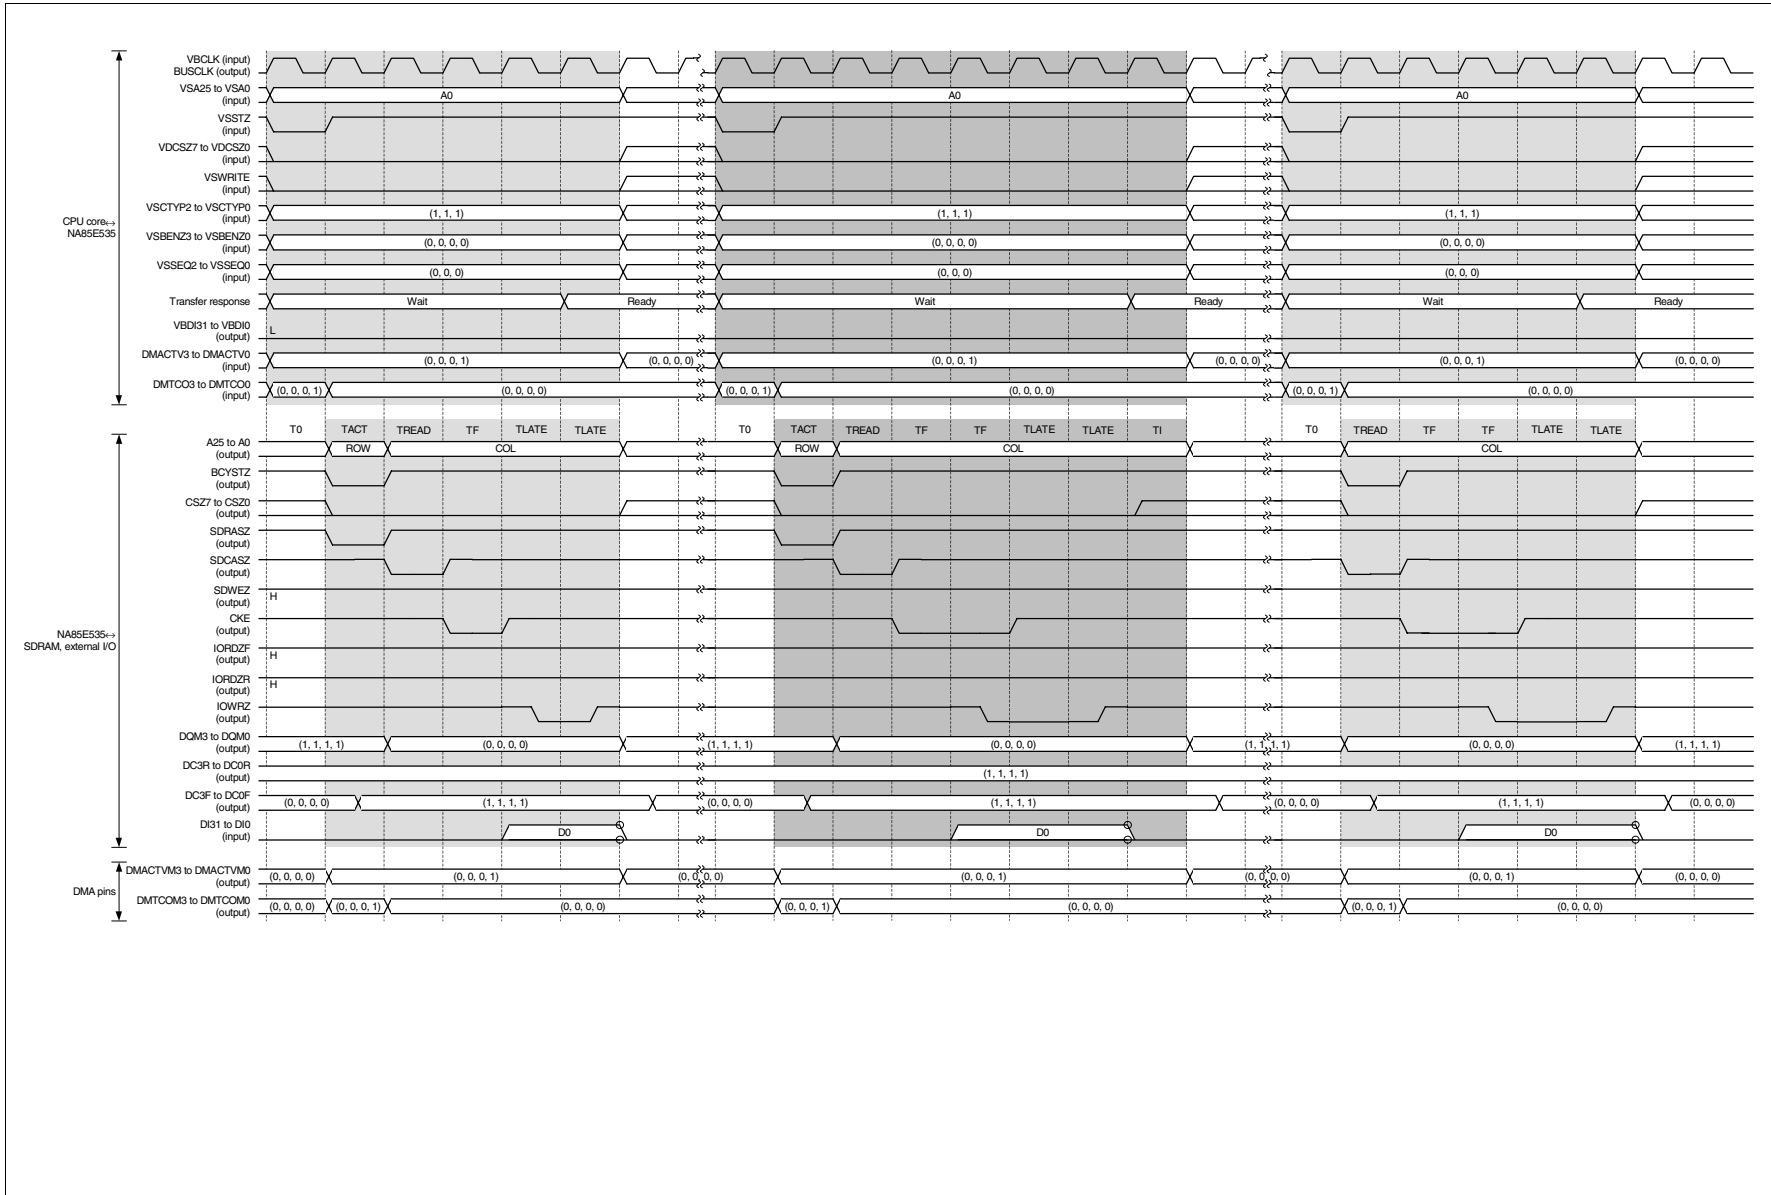 VBCLK (input)
BUSCLK (output)
VSA25 to VSA0
(input)
A0 A0 A0
VSSTZ
(input)
VDCSZ7 to VDCSZ0
(input)
VSWRITE
(input)
VSCTYP2 to VSCTYP0
(input)
(1, 1, 1) (1, 1, 1) (1, 1, 1)
CPU core↔
NA85E535
VSBENZ3 to VSBENZ0
(input)
(0, 0, 0, 0) (0, 0, 0, 0) (0, 0, 0, 0)
VSSEQ2 to VSSEQ0
(input)
(0, 0, 0) (0, 0, 0) (0, 0, 0)
Transfer response Wait Ready Wait Ready Wait Ready
VBDI31 to VBDI0
(output)
L
DMACTV3 to DMACTV0
(input)
(0, 0, 0, 1) (0, 0, 0, 0) (0, 0, 0, 1) (0, 0, 0, 0) (0, 0, 0, 1) (0, 0, 0, 0)
DMTCO3 to DMTCO0
(input)
(0, 0, 0, 1) (0, 0, 0, 0) (0, 0, 0, 1) (0, 0, 0, 0) (0, 0, 0, 1) (0, 0, 0, 0)
T0 TACT TREAD TF TLATE TLATE T0 TACT TREAD TF TF TLATE TLATE TI T0 TREAD TF TF TLATE TLATE
A25 to A0
(output)
ROW COL ROW COL COL
BCYSTZ
(output)
CSZ7 to CSZ0
(output)
SDRASZ
(output)
SDCASZ
(output)
SDWEZ
(output)
H
CKE
(output)
NA85E535↔
SDRAM, external I/O
IORDZF
(output)
H
IORDZR
(output)
H
IOWRZ
(output)
DQM3 to DQM0
(output)
(1, 1, 1, 1) (0, 0, 0, 0) (1, 1, 1, 1) (0, 0, 0, 0) (1, 1, 1, 1) (0, 0, 0, 0) (1, 1, 1, 1)
DC3R to DC0R
(output)
(1, 1, 1, 1)
DC3F to DC0F
(output)
(0, 0, 0, 0) (1, 1, 1, 1) (0, 0, 0, 0) (1, 1, 1, 1) (0, 0, 0, 0) (1, 1, 1, 1) (0, 0, 0, 0)
DI31 to DI0
(input)
D0 D0 D0
DMACTVM3 to DMACTVM0
(output)
(0, 0, 0, 0) (0, 0, 0, 1) (0, 0, 0, 0) (0, 0, 0, 1) (0, 0, 0, 0) (0, 0, 0, 1) (0, 0, 0, 0)
DMA pins
DMTCOM3 to DMTCOM0
(output)
(0, 0, 0, 0) (0, 0, 0, 1) (0, 0, 0, 0) (0, 0, 0, 1) (0, 0, 0, 0) (0, 0, 0, 1) (0, 0, 0, 0)